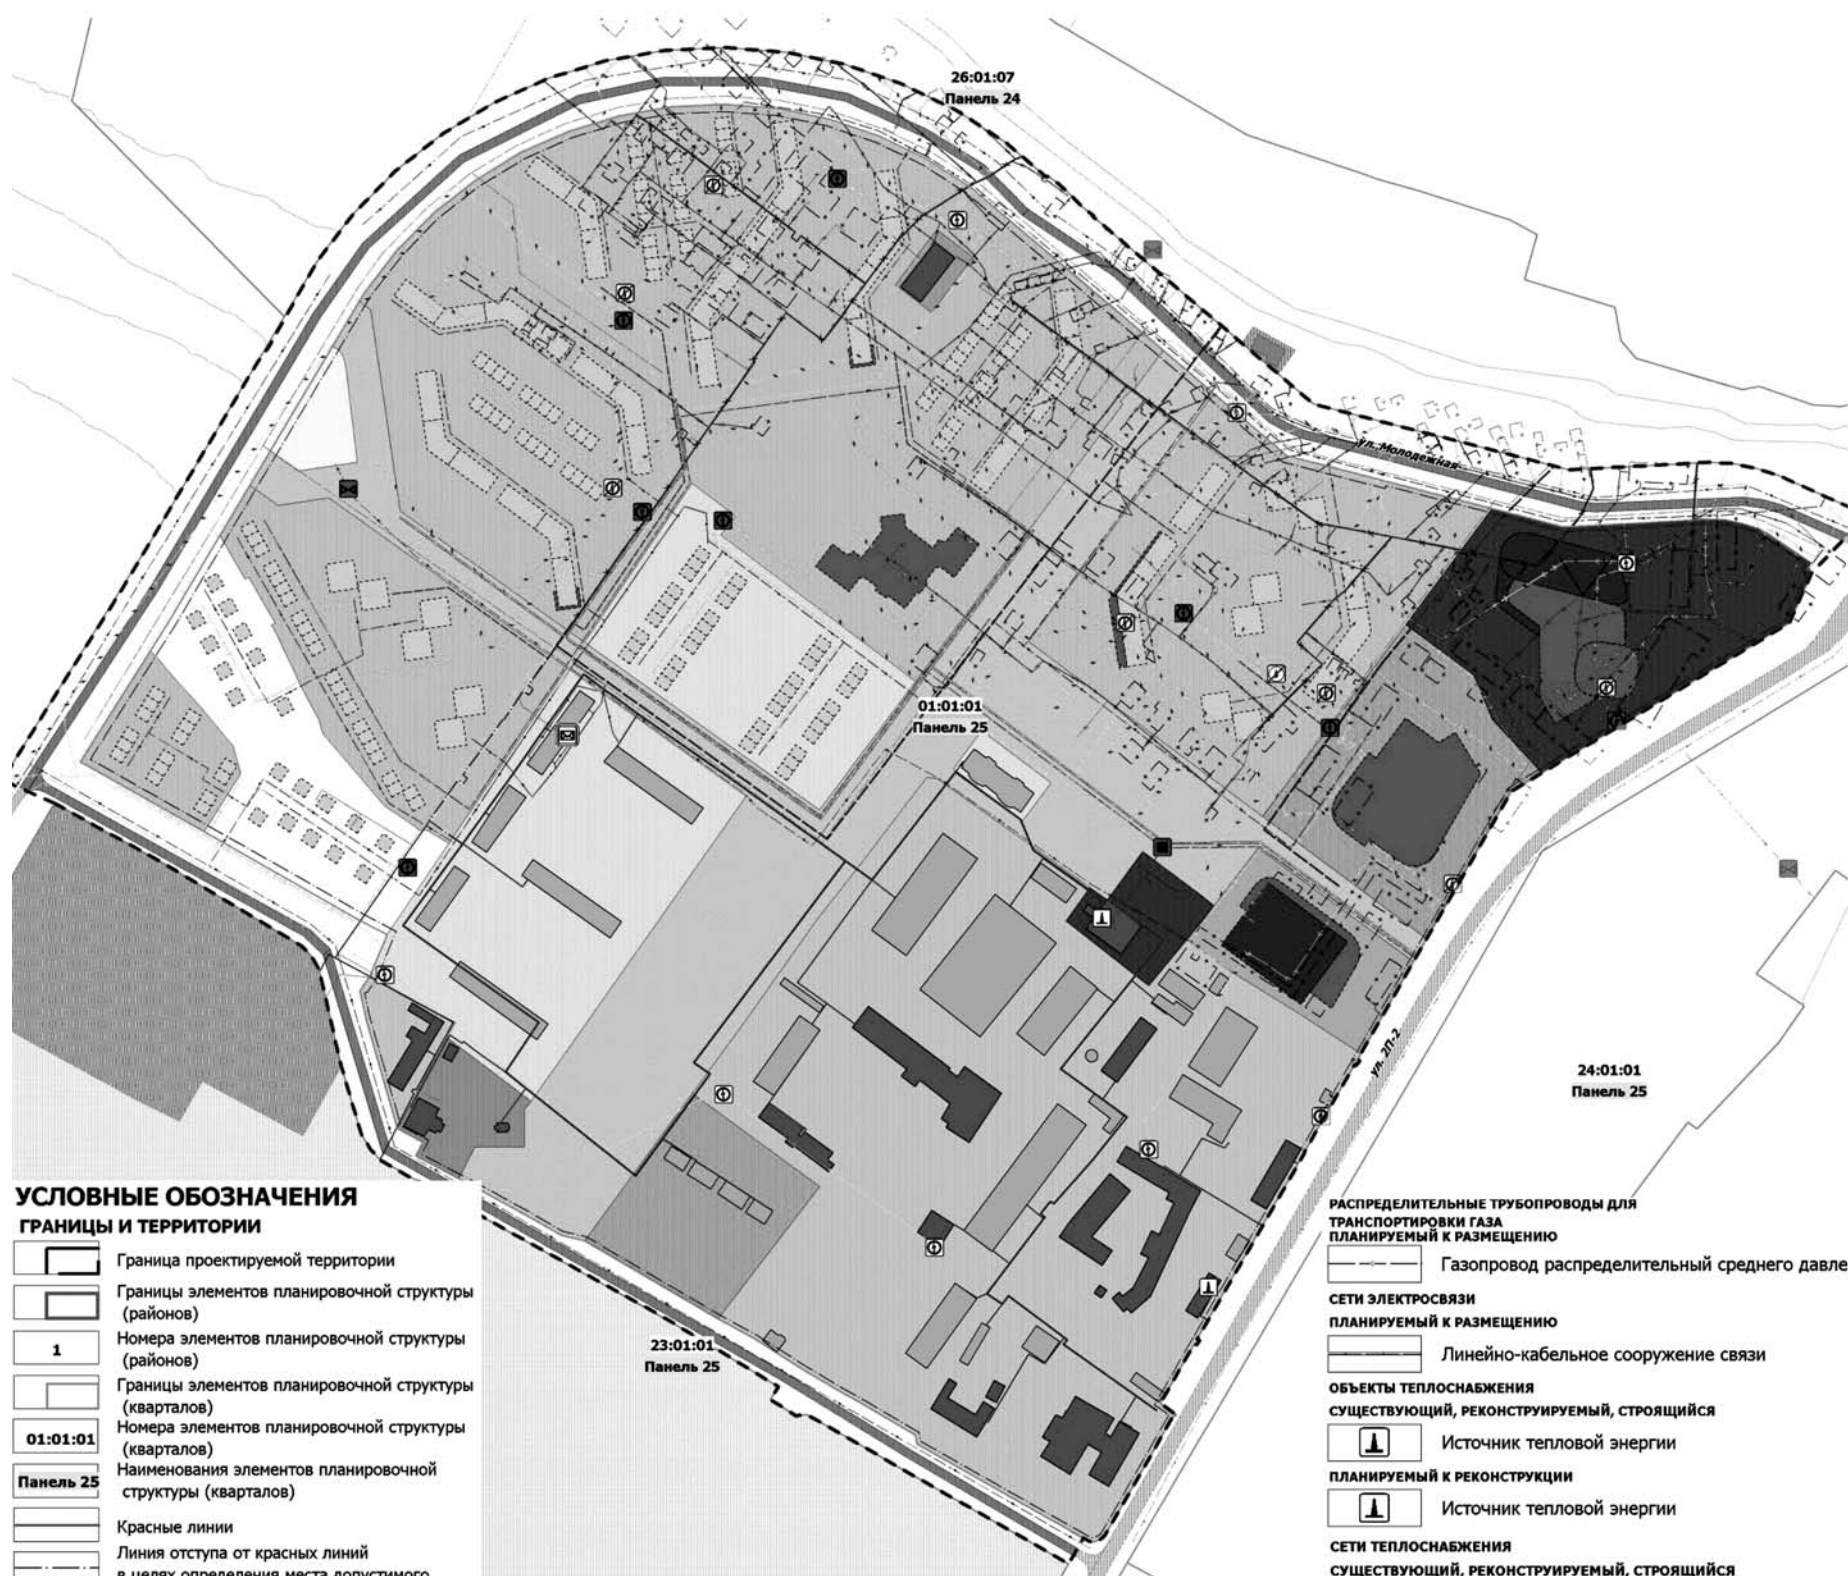 26:01:07
Панель 24
ул. Молодежная
01:01:01
Панель 25
ул. 2П-2
24:01:01
Панель 25
23:01:01
Панель 25
УСЛОВНЫЕ ОБОЗНАЧЕНИЯ
ГРАНИЦЫ И ТЕРРИТОРИИ
Граница проектируемой территории
Границы элементов планировочной структуры
(районов)
1
Номера элементов планировочной структуры
(районов)
Границы элементов планировочной структуры
(кварталов)
01:01:01
Номера элементов планировочной структуры
(кварталов)
Панель 25
Наименования элементов планировочной
структуры (кварталов)
Красные линии
Линия отступа от красных линий
в целях определения места допустимого
РАСПРЕДЕЛИТЕЛЬНЫЕ ТРУБОПРОВОДЫ ДЛЯ
ТРАНСПОРТИРОВКИ ГАЗА
ПЛАНИРУЕМЫЙ К РАЗМЕЩЕНИЮ
Газопровод распределительный среднего давле
СЕТИ ЭЛЕКТРОСВЯЗИ
ПЛАНИРУЕМЫЙ К РАЗМЕЩЕНИЮ
Линейно-кабельное сооружение связи
ОБЪЕКТЫ ТЕПЛОСНАБЖЕНИЯ
СУЩЕСТВУЮЩИЙ, РЕКОНСТРУИРУЕМЫЙ, СТРОЯЩИЙСЯ
Источник тепловой энергии
ПЛАНИРУЕМЫЙ К РЕКОНСТРУКЦИИ
Источник тепловой энергии
СЕТИ ТЕПЛОСНАБЖЕНИЯ
СУЩЕСТВУЮЩИЙ, РЕКОНСТРУИРУЕМЫЙ, СТРОЯЩИЙСЯ